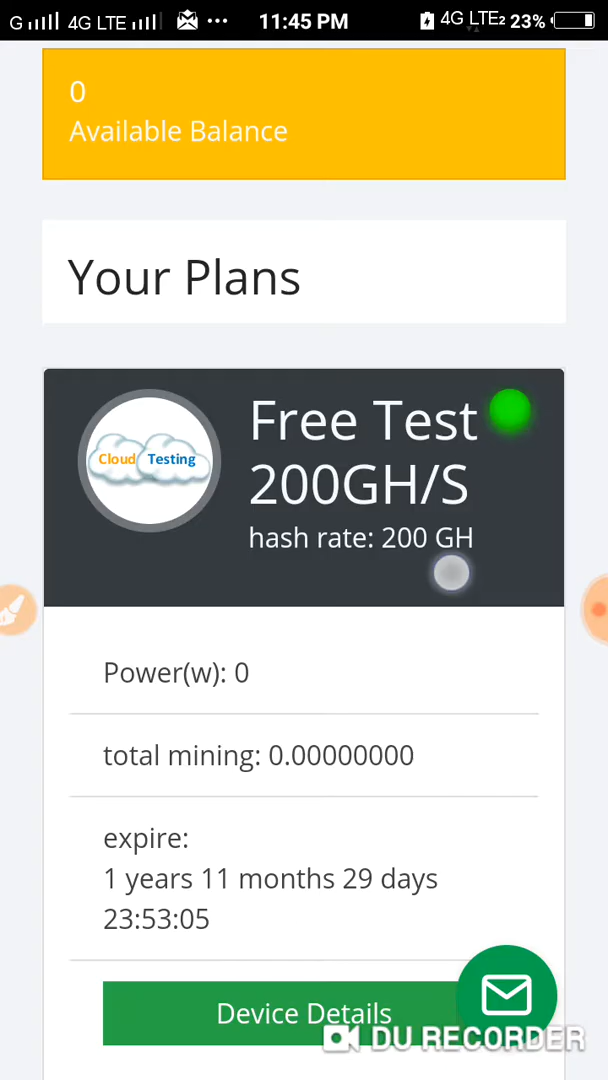 G 4G LTE ... 11:45 PM 4G LTE2 23%
0
Available Balance
Your Plans
Cloud Testing
Free Test
200GH/S
hash rate: 200 GH
Power(w): 0
total mining: 0.00000000
expire:
1 years 11 months 29 days
23:53:05
Device Details
DU RECORDER